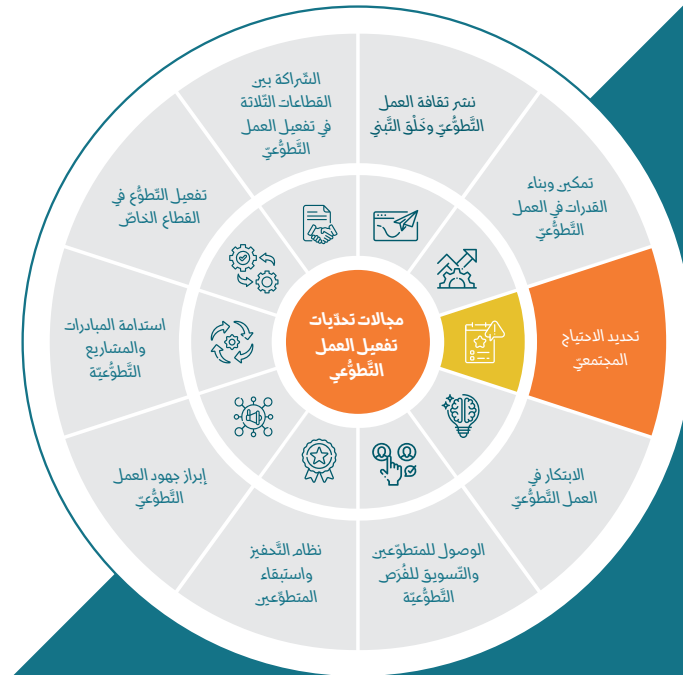 مجالات تحدّيات
تفعيل العمل
التَّطوُّعي
نشر ثقافة العمل
التَّطوُّعيّ وخَلْق التَّبني
تمكين وبناء
القدرات في العمل
التَّطوُّعيّ
تحديد الاحتياج
المجتمعيّ
الابتكار في
العمل التَّطوُّعيّ
الوصول للمتطوّعين
والتّسويق للفُرَص
التَّطوُّعيّة
نظام التَّحفيز
واستبقاء
المتطوِّعين
إبراز جهود العمل
التَّطوُّعيّ
استدامة المبادرات
والمشاريع
التَّطوُّعيّة
تفعيل التَّطوُّع في
القطاع الخاصّ
الشّراكة بين
القطاعات الثّلاثة
في تفعيل العمل
التَّطوُّعيّ